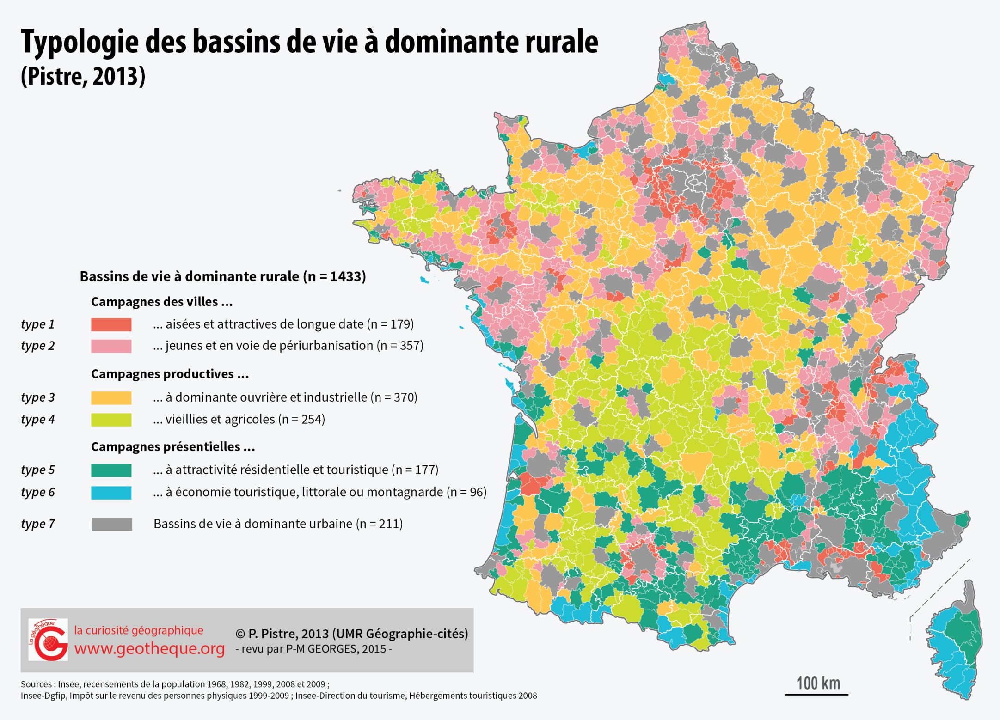 Typologie des bassins de vie à dominante rurale
(Pistre, 2013)
Bassins de vie à dominante rurale (n = 1433)
Campagnes des villes ...
type 1 ... aisées et attractives de longue date (n = 179)
type 2 ... jeunes et en voie de périurbanisation (n = 357)
Campagnes productives ...
type 3 ... à dominante ouvrière et industrielle (n = 370)
type 4 ... vieillies et agricoles (n = 254)
Campagnes présentielles ...
type 5 ... à attractivité résidentielle et touristique (n = 177)
type 6 ... à économie touristique, littorale ou montagnarde (n = 96)
type 7 Bassins de vie à dominante urbaine (n = 211)
La géothèque
la curiosité géographique
www.geotheque.org
© P. Pistre, 2013 (UMR Géographie-cités)
- revu par P-M GEORGES, 2015 -
100 km
Sources : Insee, recensements de la population 1968, 1982, 1999, 2008 et 2009 ;
Insee-Dgfip, Impôt sur le revenu des personnes physiques 1999-2009 ; Insee-Direction du tourisme, Hébergements touristiques 2008